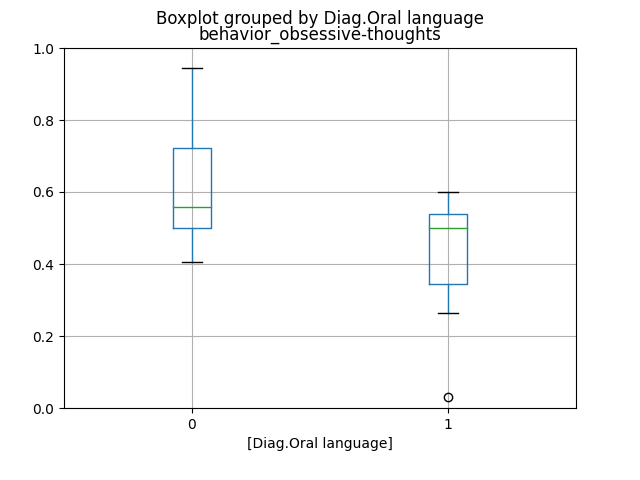 Boxplot grouped by Diag.Oral language
behavior_obsessive-thoughts
1.0
0.8
0.6
0.4
0.2
0.0
0 1
[Diag.Oral language]